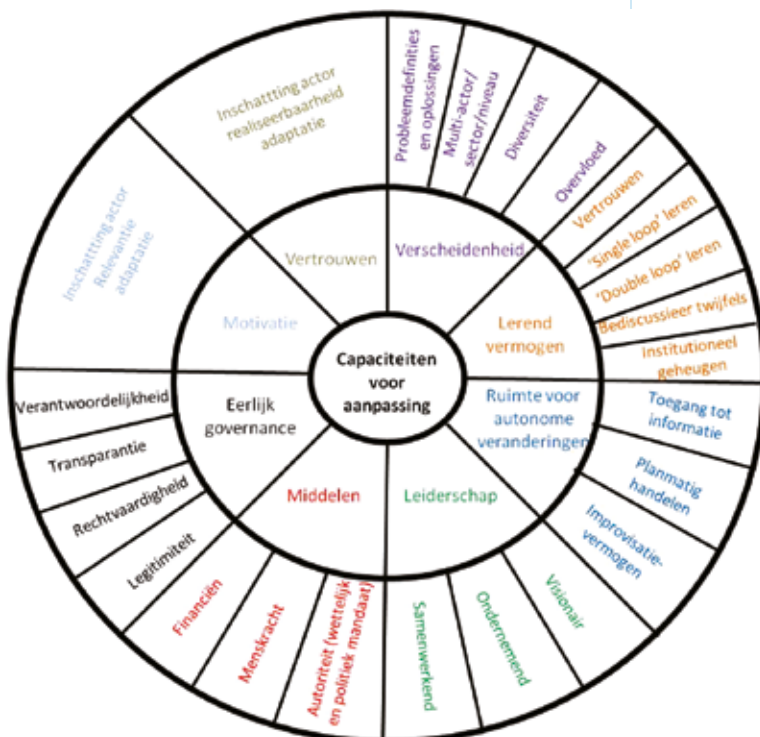 Capaciteiten
voor
aanpassing
Verscheidenheid
Probleemdefinities
en oplossingen
Multi-actor/
sector/niveau
Diversiteit
Overvloed
Lerend
vermogen
Vertrouwen
'Single loop' leren
'Double loop' leren
Bediscussieer twijfels
Institutioneel
geheugen
Ruimte voor
autonome
veranderingen
Toegang tot
informatie
Planmatig
handelen
Improvisatie-
vermogen
Leiderschap
Visionair
Ondernemend
Samenwerkend
Middelen
Autoriteit (wettelijk
en politiek mandaat)
Menskracht
Financiën
Eerlijk
governance
Legitimiteit
Rechtvaardigheid
Transparantie
Verantwoordelijkheid
Motivatie
Inschattting actor
Relevantie
adaptatie
Vertrouwen
Inschattting actor
realiseerbaarheid
adaptatie